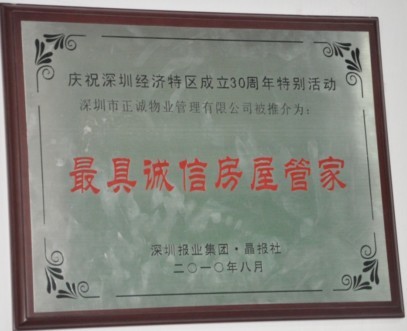 庆祝深圳经济特区成立30周年特别活动
深圳市正诚物业管理有限公司被推介为：
最具诚信房屋管家
深圳报业集团·晶报社
二〇一〇年八月